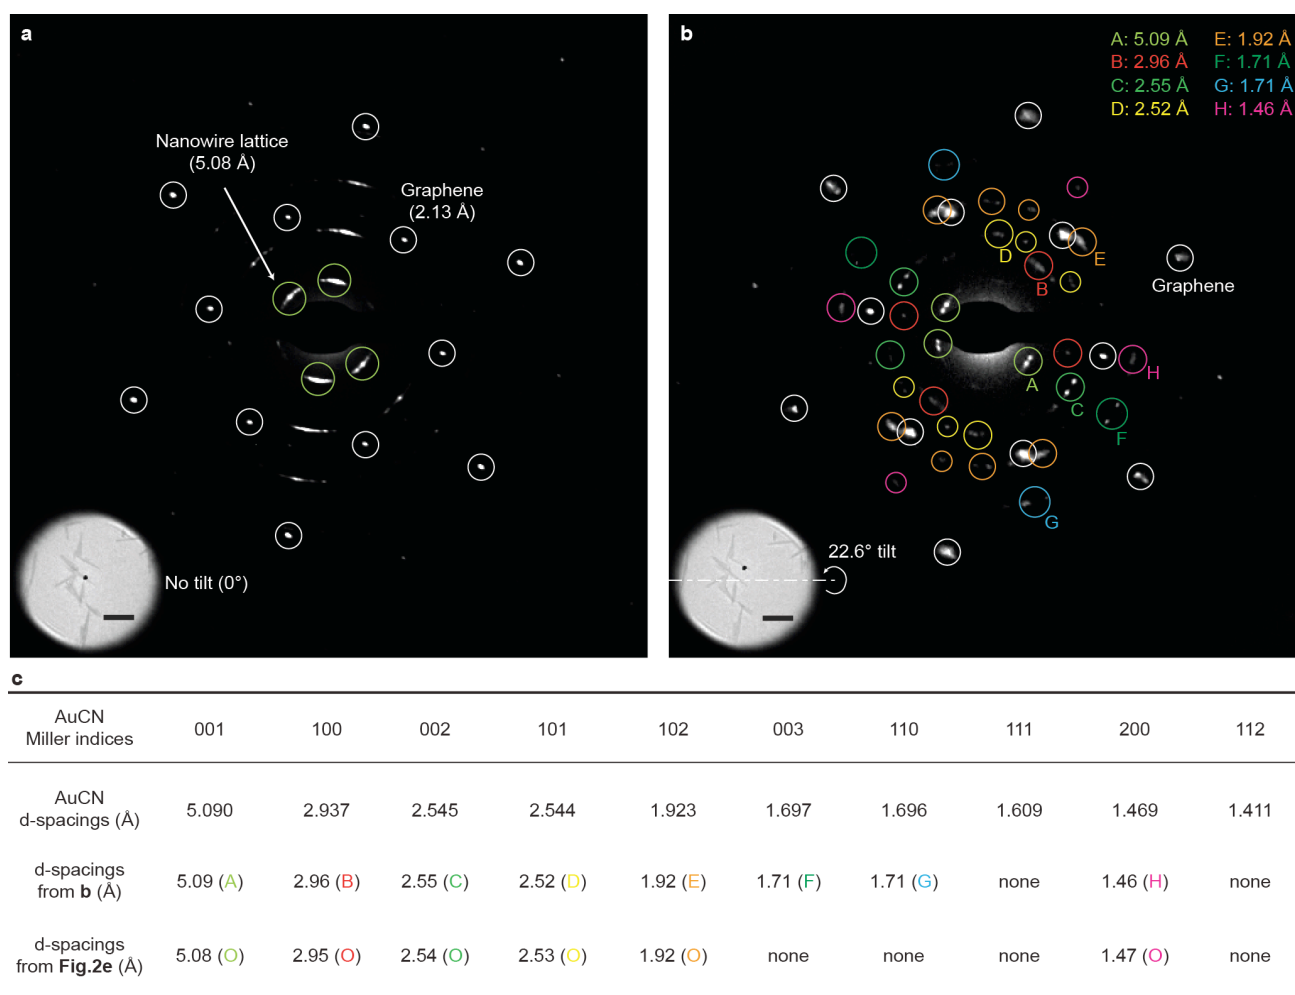 a
Nanowire lattice
(5.08 Å)
Graphene
(2.13 Å)
No tilt (0°)
b
A: 5.09 Å E: 1.92 Å
B: 2.96 Å F: 1.71 Å
C: 2.55 Å G: 1.71 Å
D: 2.52 Å H: 1.46 Å
D
E
B
Graphene
A
H
C
F
G
22.6° tilt
c
AuCN
Miller indices 001 100 002 101 102 003 110 111 200 112
AuCN
d-spacings (Å) 5.090 2.937 2.545 2.544 1.923 1.697 1.696 1.609 1.469 1.411
d-spacings
from b (Å) 5.09 (A) 2.96 (B) 2.55 (C) 2.52 (D) 1.92 (E) 1.71 (F) 1.71 (G) none 1.46 (H) none
d-spacings
from Fig.2e (Å) 5.08 (O) 2.95 (O) 2.54 (O) 2.53 (O) 1.92 (O) none none none 1.47 (O) none